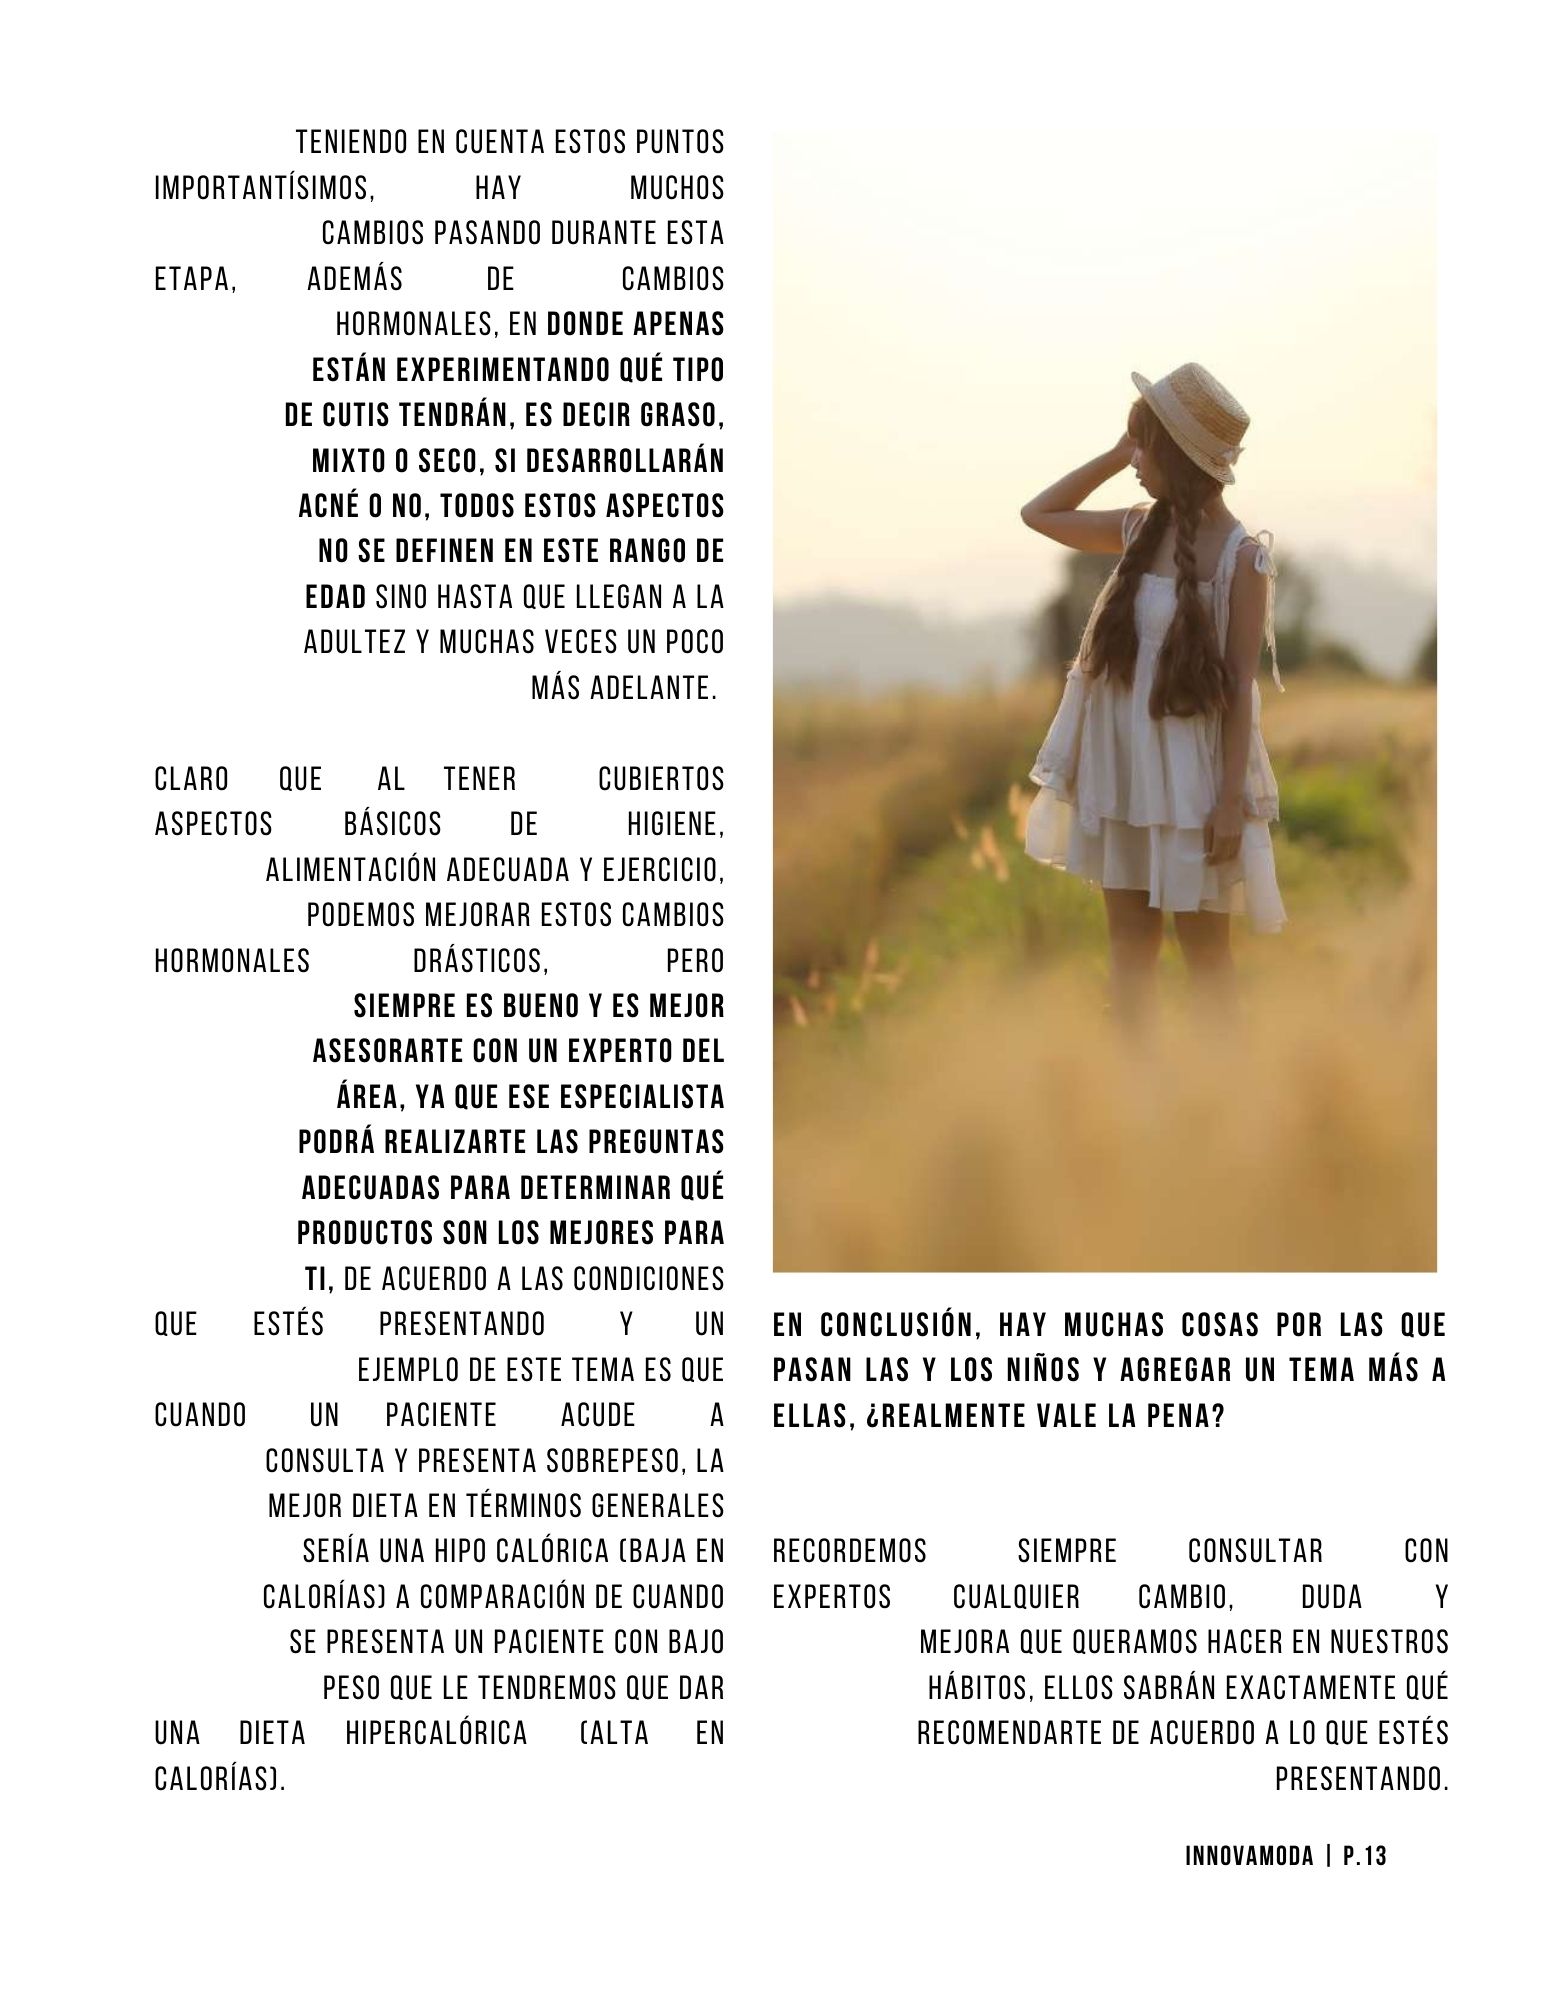 TENIENDO EN CUENTA ESTOS PUNTOS
IMPORTANTÍSIMOS, HAY MUCHOS
CAMBIOS PASANDO DURANTE ESTA
ETAPA, ADEMÁS DE CAMBIOS
HORMONALES, EN DONDE APENAS
ESTÁN EXPERIMENTANDO QUÉ TIPO
DE CUTIS TENDRÁN, ES DECIR GRASO,
MIXTO O SECO, SI DESARROLLARÁN
ACNÉ O NO, TODOS ESTOS ASPECTOS
NO SE DEFINEN EN ESTE RANGO DE
EDAD SINO HASTA QUE LLEGAN A LA
ADULTEZ Y MUCHAS VECES UN POCO
MÁS ADELANTE.
CLARO QUE AL TENER CUBIERTOS
ASPECTOS BÁSICOS DE HIGIENE,
ALIMENTACIÓN ADECUADA Y EJERCICIO,
PODEMOS MEJORAR ESTOS CAMBIOS
HORMONALES DRÁSTICOS, PERO
SIEMPRE ES BUENO Y ES MEJOR
ASESORARTE CON UN EXPERTO DEL
ÁREA, YA QUE ESE ESPECIALISTA
PODRÁ REALIZARTE LAS PREGUNTAS
ADECUADAS PARA DETERMINAR QUÉ
PRODUCTOS SON LOS MEJORES PARA
TI, DE ACUERDO A LAS CONDICIONES
QUE ESTÉS PRESENTANDO Y UN
EJEMPLO DE ESTE TEMA ES QUE
CUANDO UN PACIENTE ACUDE A
CONSULTA Y PRESENTA SOBREPESO, LA
MEJOR DIETA EN TÉRMINOS GENERALES
SERÍA UNA HIPO CALÓRICA (BAJA EN
CALORÍAS) A COMPARACIÓN DE CUANDO
SE PRESENTA UN PACIENTE CON BAJO
PESO QUE LE TENDREMOS QUE DAR
UNA DIETA HIPERCALÓRICA (ALTA EN
CALORÍAS).
EN CONCLUSIÓN, HAY MUCHAS COSAS POR LAS QUE
PASAN LAS Y LOS NIÑOS Y AGREGAR UN TEMA MÁS A
ELLAS, ¿REALMENTE VALE LA PENA?
RECORDEMOS SIEMPRE CONSULTAR CON
EXPERTOS CUALQUIER CAMBIO, DUDA Y
MEJORA QUE QUERAMOS HACER EN NUESTROS
HÁBITOS, ELLOS SABRÁN EXACTAMENTE QUÉ
RECOMENDARTE DE ACUERDO A LO QUE ESTÉS
PRESENTANDO.
INNOVAMODA | P.13